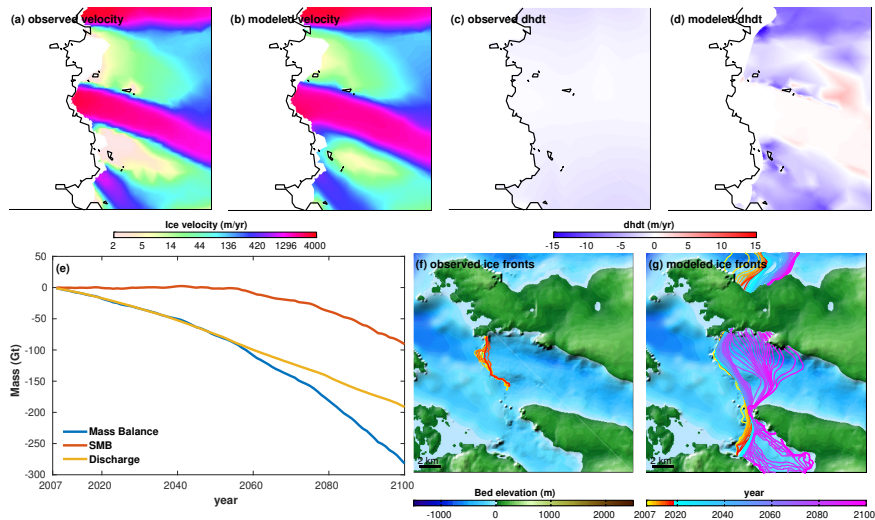 (a) observed velocity
(b) modeled velocity
(c) observed dhdt
(d) modeled dhdt
Ice velocity (m/yr)
2 5 14 44 136 420 1296 4000
dhdt (m/yr)
-15 -10 -5 0 5 10 15
(e)
50
0
-50
-100
-150
-200
-250
-300
Mass (Gt)
Mass Balance
SMB
Discharge
2007 2020 2040 2060 2080 2100
year
(f) observed ice fronts
2 km
(g) modeled ice fronts
2 km
Bed elevation (m)
-1000 0 1000 2000
year
2007 2020 2040 2060 2080 2100